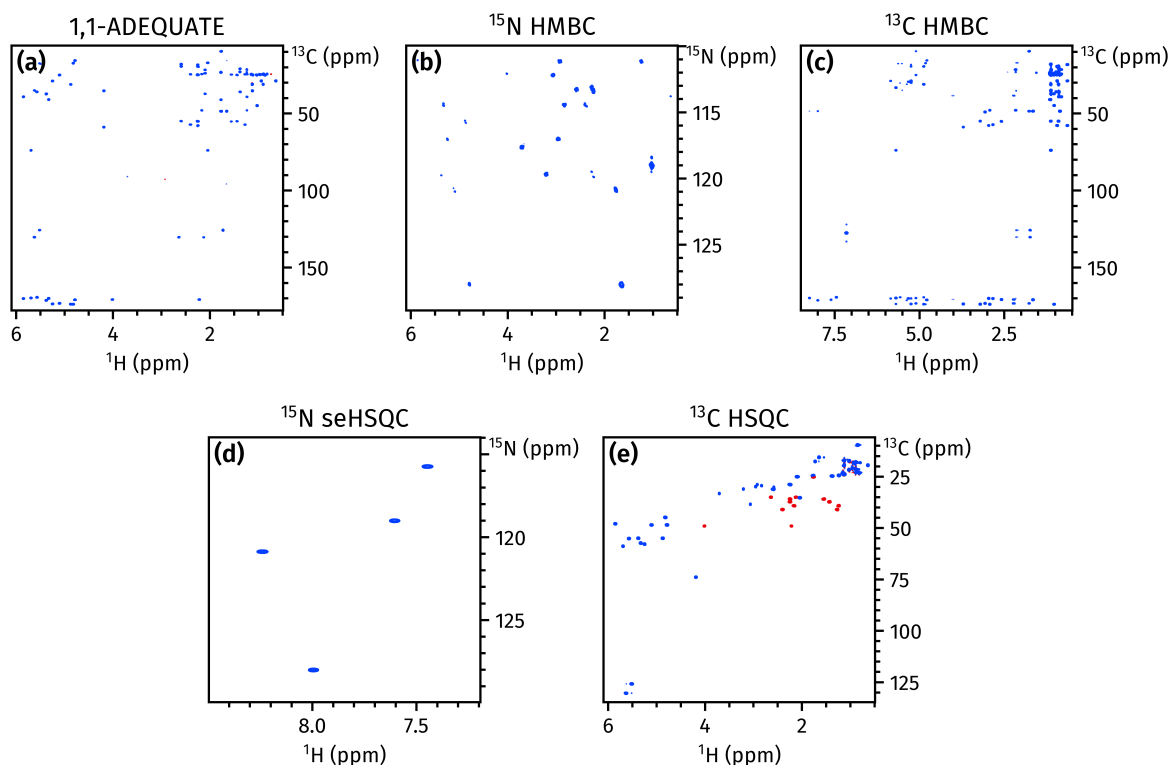 1,1-ADEQUATE
¹⁵N HMBC
¹³C HMBC
(a)
¹³C (ppm)
50
100
150
6
4
2
¹H (ppm)
(b)
¹⁵N (ppm)
115
120
125
6
4
2
¹H (ppm)
(c)
¹³C (ppm)
50
100
150
7.5
5.0
2.5
¹H (ppm)
¹⁵N seHSQC
¹³C HSQC
(d)
¹⁵N (ppm)
120
125
8.0
7.5
¹H (ppm)
(e)
¹³C (ppm)
25
50
75
100
125
6
4
2
¹H (ppm)